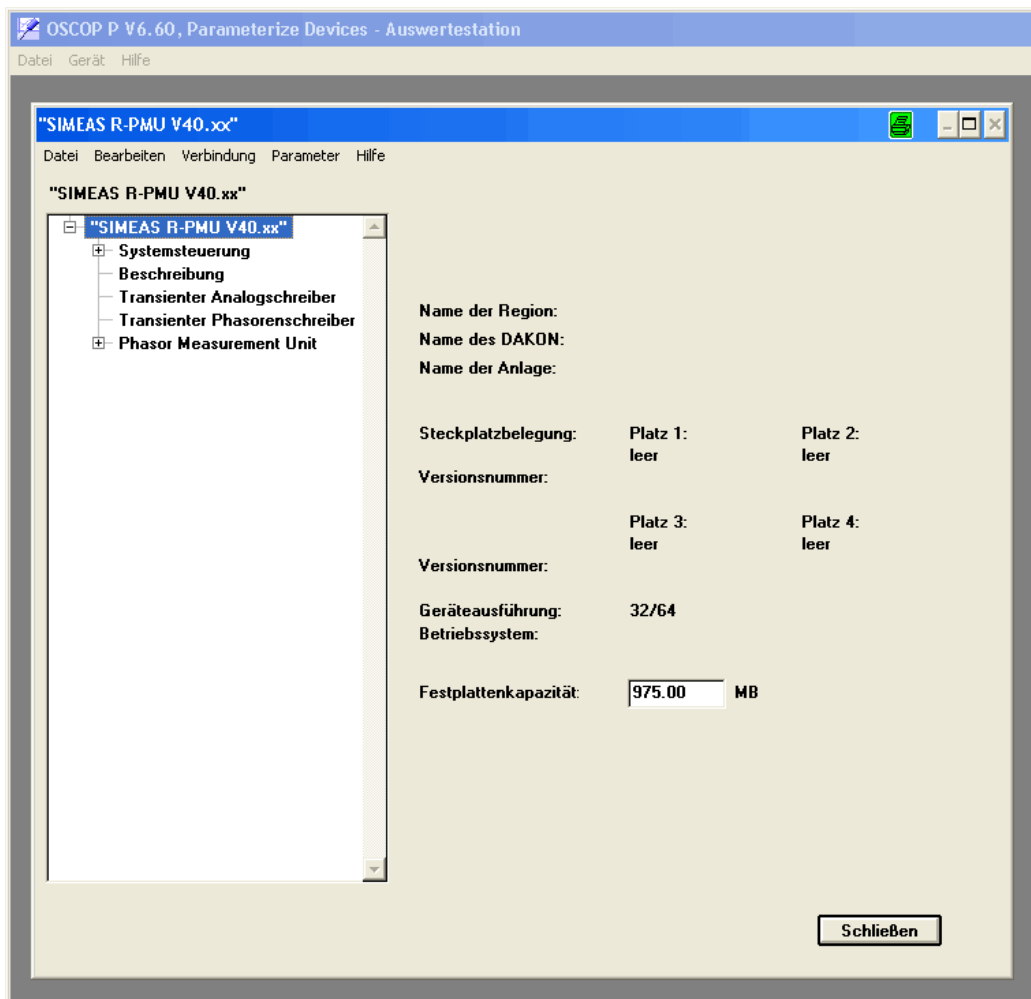 OSCOP P V6.60, Parameterize Devices - Auswertestation
Datei Gerät Hilfe
"SIMEAS R-PMU V40.xx"
Datei Bearbeiten Verbindung Parameter Hilfe
"SIMEAS R-PMU V40.xx"
"SIMEAS R-PMU V40.xx"
Systemsteuerung
Beschreibung
Transienter Analogschreiber
Transienter Phasorenschreiber
Phasor Measurement Unit
Name der Region:
Name des DAKON:
Name der Anlage:
Steckplatzbelegung: Platz 1: Platz 2:
leer leer
Versionsnummer:
Platz 3: Platz 4:
leer leer
Versionsnummer:
Geräteausführung: 32/64
Betriebssystem:
Festplattenkapazität: 975.00 MB
Schließen